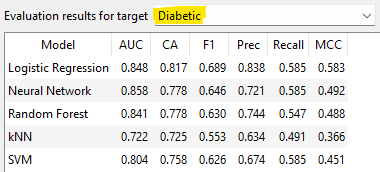 Evaluation results for target Diabetic
Model AUC CA F1 Prec Recall MCC
Logistic Regression 0.848 0.817 0.689 0.838 0.585 0.583
Neural Network 0.858 0.778 0.646 0.721 0.585 0.492
Random Forest 0.841 0.778 0.630 0.744 0.547 0.488
kNN 0.722 0.725 0.553 0.634 0.491 0.366
SVM 0.804 0.758 0.626 0.674 0.585 0.451